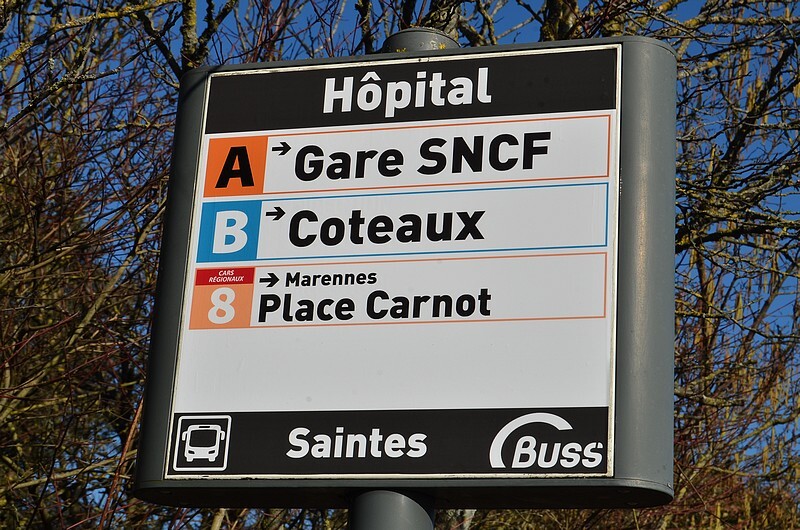 Hôpital
A → Gare SNCF
B → Coteaux
CARS
RÉGIONAUX
8 → Marennes
Place Carnot
Saintes
Buss